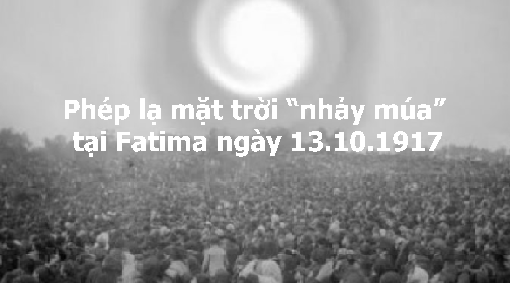 Phép lạ mặt trời “nhảy múa”
tại Fatima ngày 13.10.1917